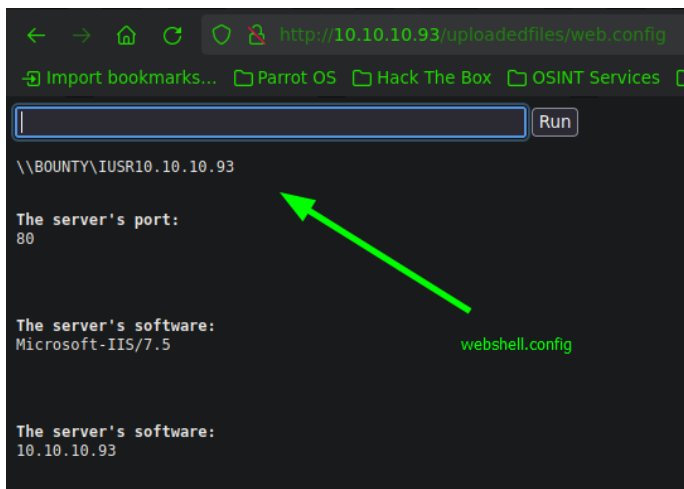 http://10.10.10.93/uploadedfiles/web.config
Import bookmarks... Parrot OS Hack The Box OSINT Services
Run
\\BOUNTY\IUSR10.10.10.93
The server's port:
80
The server's software:
Microsoft-IIS/7.5
webshell.config
The server's software:
10.10.10.93